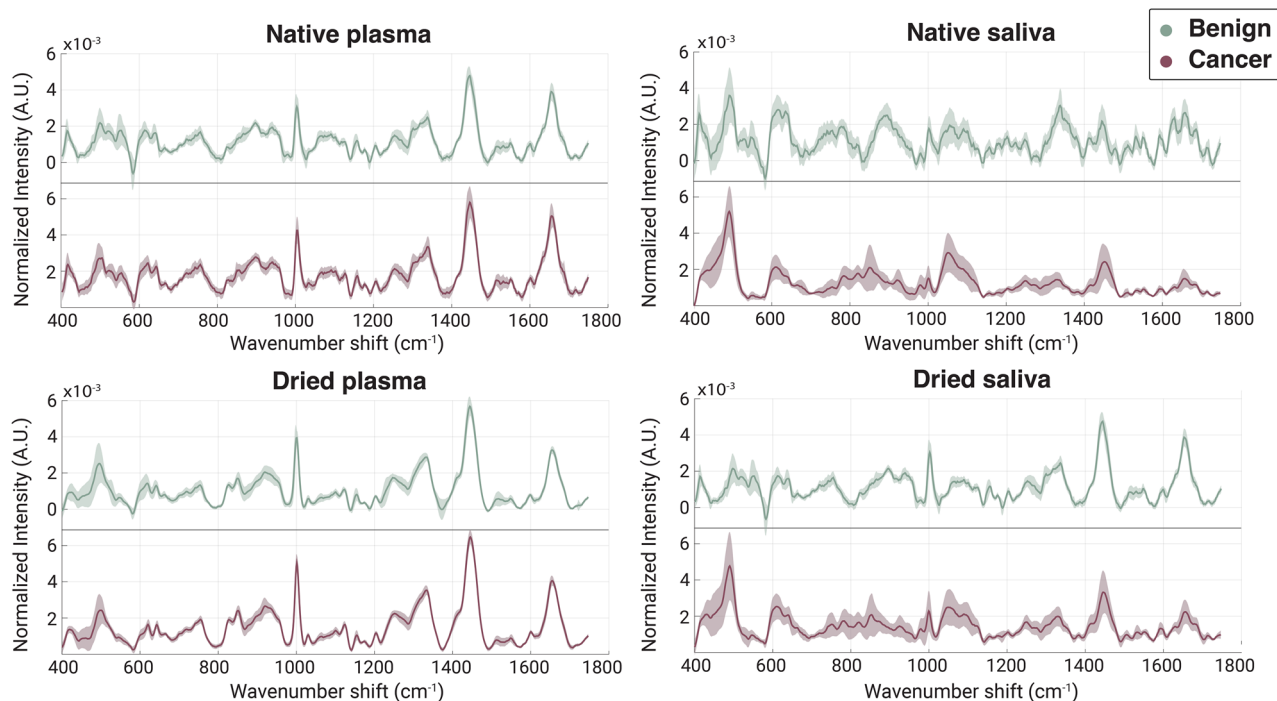 Native plasma
x10-3
Normalized Intensity (A.U.)
6
4
2
0
6
4
2
400 600 800 1000 1200 1400 1600 1800
Wavenumber shift (cm-1)
Native saliva
x10-3
Normalized Intensity (A.U.)
6
4
2
0
6
4
2
400 600 800 1000 1200 1400 1600 1800
Wavenumber shift (cm-1)
Benign
Cancer
Dried plasma
x10-3
Normalized Intensity (A.U.)
6
4
2
0
6
4
2
400 600 800 1000 1200 1400 1600 1800
Wavenumber shift (cm-1)
Dried saliva
x10-3
Normalized Intensity (A.U.)
6
4
2
0
6
4
2
400 600 800 1000 1200 1400 1600 1800
Wavenumber shift (cm-1)